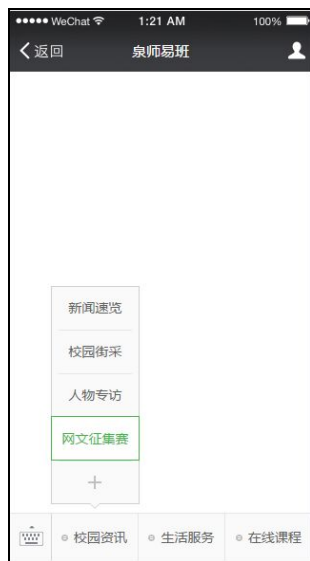 WeChat 1:21 AM 100%
返回 泉师易班
新闻速览
校园街采
人物专访
网文征集赛
+
校园资讯 生活服务 在线课程